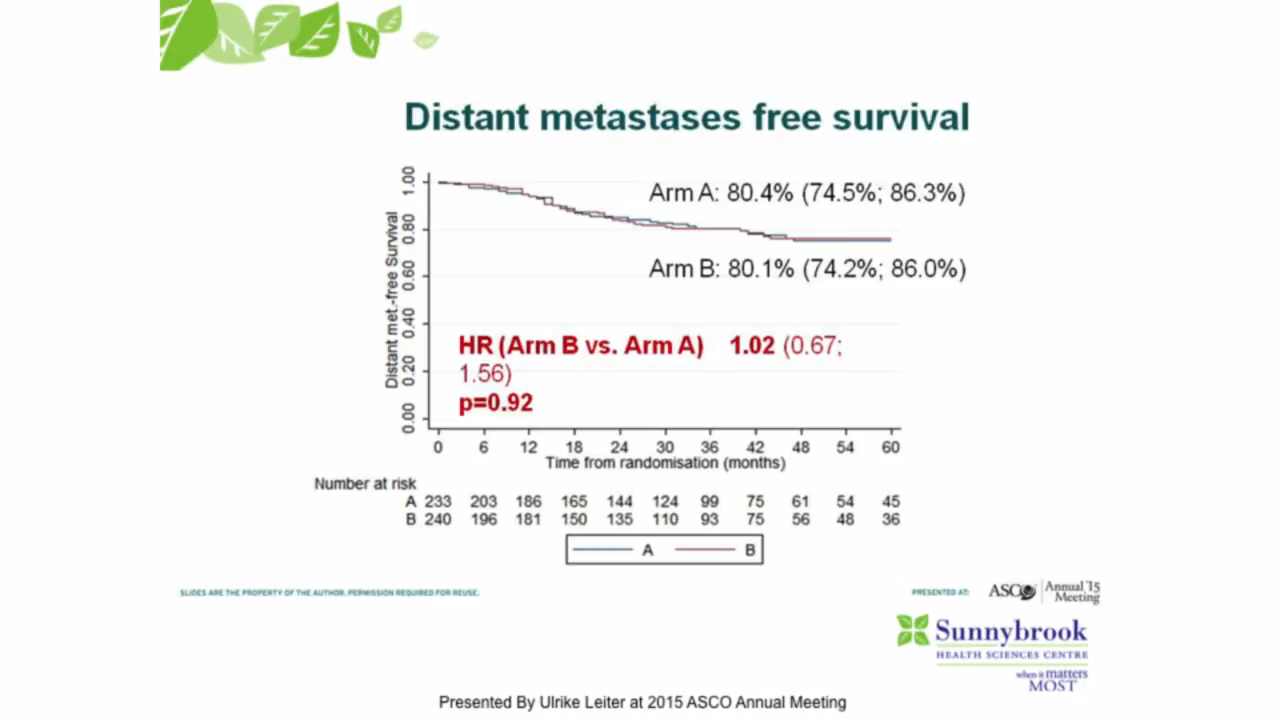 Distant metastases free survival
Distant met.-free Survival
1.00
0.80
0.60
0.40
0.20
0.00
Arm A: 80.4% (74.5%; 86.3%)
Arm B: 80.1% (74.2%; 86.0%)
HR (Arm B vs. Arm A) 1.02 (0.67;
1.56)
p=0.92
0 6 12 18 24 30 36 42 48 54 60
Time from randomisation (months)
Number at risk
A 233 203 186 165 144 124 99 75 61 54 45
B 240 196 181 150 135 110 93 75 56 48 36
A B
SLIDES ARE THE PROPERTY OF THE AUTHOR. PERMISSION REQUIRED FOR REUSE.
PRESENTED AT: ASCO Annual '15
Meeting
Sunnybrook
HEALTH SCIENCES CENTRE
when it matters
MOST
Presented By Ulrike Leiter at 2015 ASCO Annual Meeting